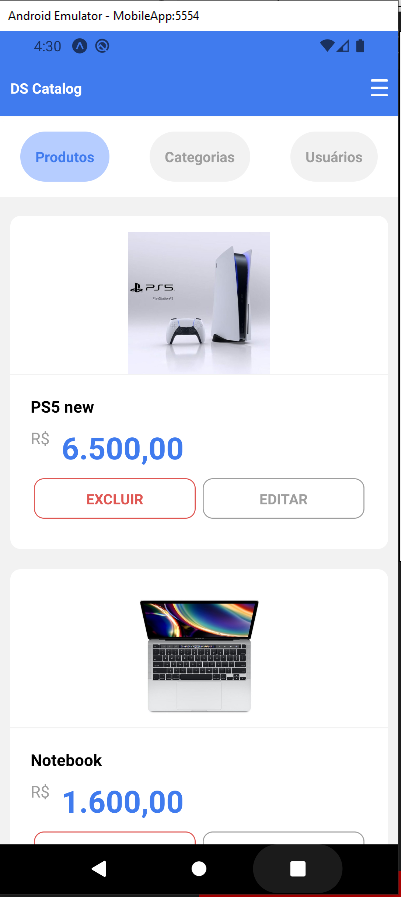 Android Emulator - MobileApp:5554
4:30
DS Catalog
Produtos Categorias Usuários
PS5
PS5 new
R$ 6.500,00
EXCLUIR EDITAR
Notebook
R$ 1.600,00